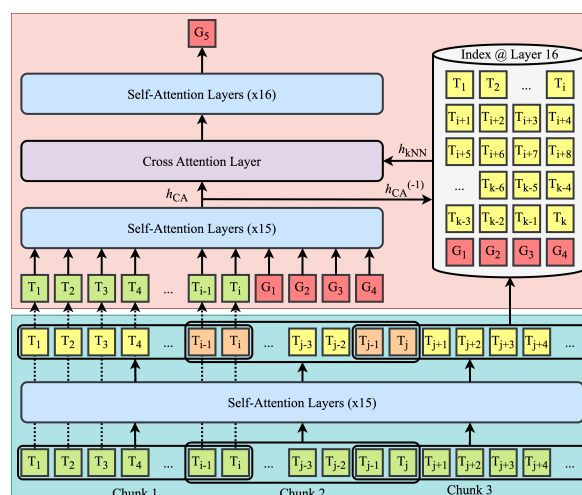 G5
Index @ Layer 16
Self-Attention Layers (x16)
T1 T2 ... Ti
Ti+1 Ti+2 Ti+3 Ti+4
Cross Attention Layer
hkNN
Ti+5 Ti+6 Ti+7 Ti+8
hCA
hCA(-1)
... Tk-6 Tk-5 Tk-4
Self-Attention Layers (x15)
Tk-3 Tk-2 Tk-1 Tk
G1 G2 G3 G4
T1 T2 T3 T4 ... Ti-1 Ti G1 G2 G3 G4
T1 T2 T3 T4 ... Ti-1 Ti ... Tj-3 Tj-2 Tj-1 Tj Tj+1 Tj+2 Tj+3 Tj+4 ...
Self-Attention Layers (x15)
T1 T2 T3 T4 ... Ti-1 Ti ... Tj-3 Tj-2 Tj-1 Tj Tj+1 Tj+2 Tj+3 Tj+4 ...
Chunk 1 Chunk 2 Chunk 3